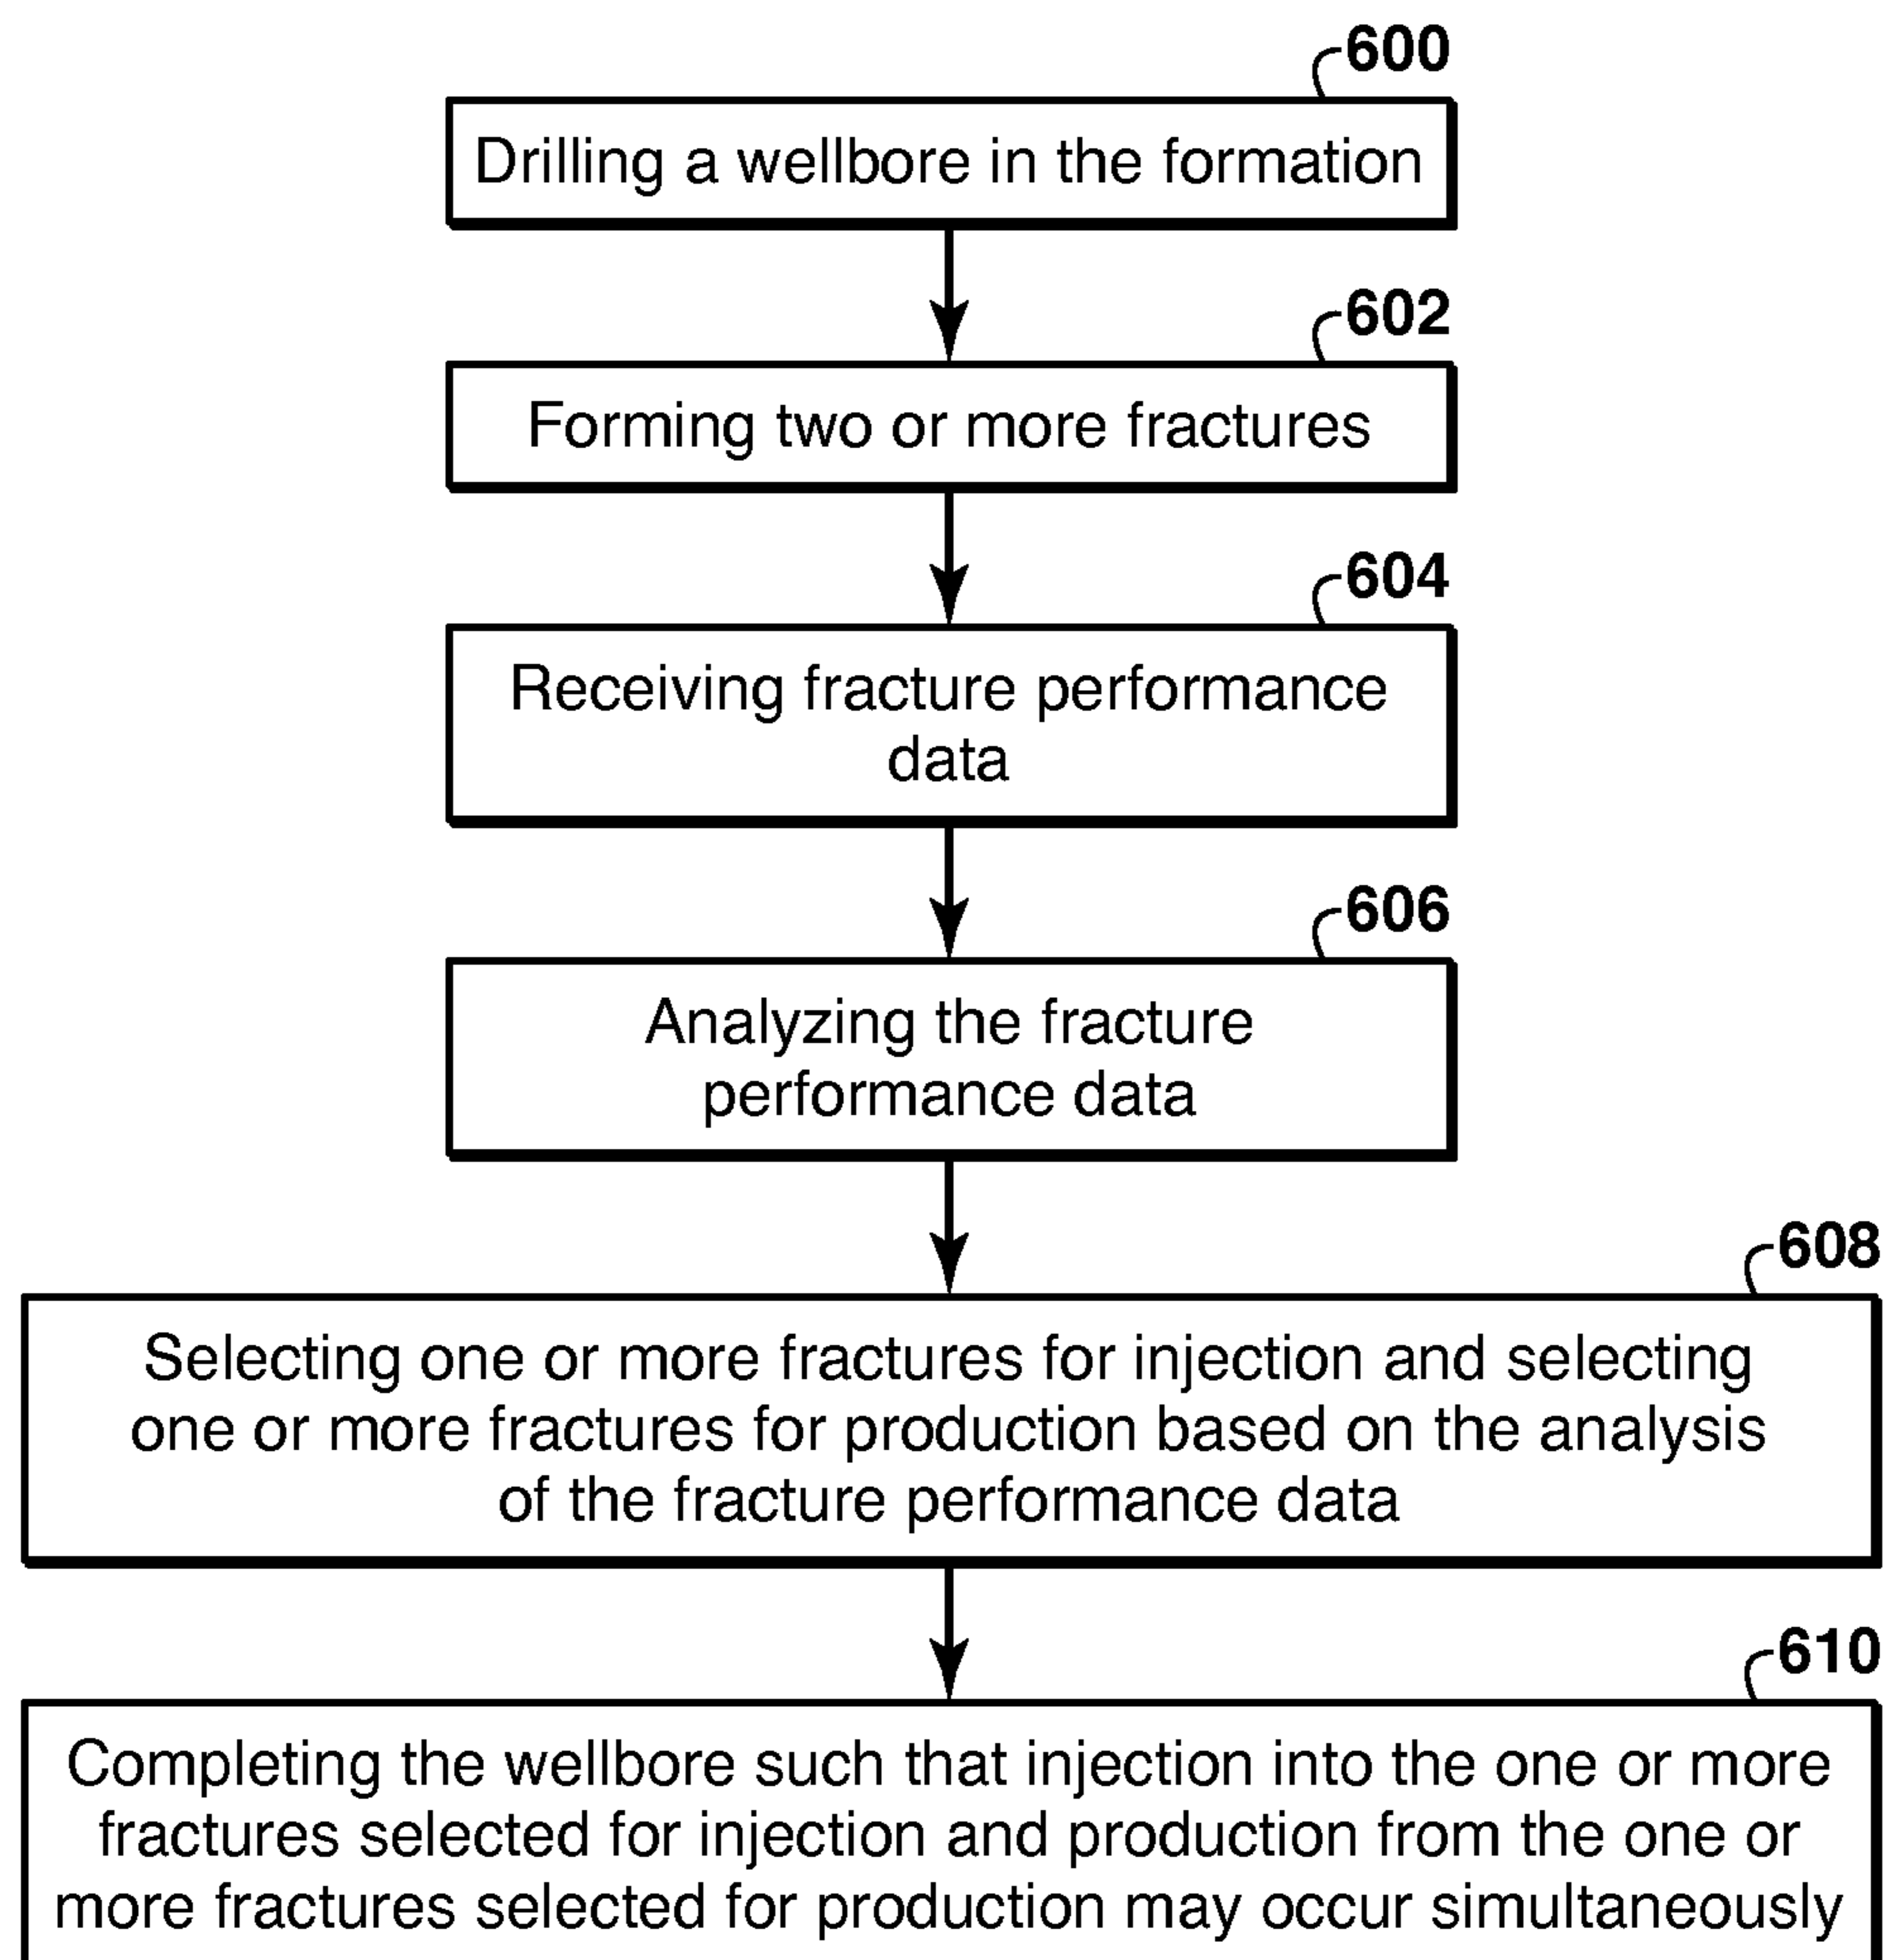 600
Drilling a wellbore in the formation
602
Forming two or more fractures
604
Receiving fracture performance
data
606
Analyzing the fracture
performance data
608
Selecting one or more fractures for injection and selecting
one or more fractures for production based on the analysis
of the fracture performance data
610
Completing the wellbore such that injection into the one or more
fractures selected for injection and production from the one or
more fractures selected for production may occur simultaneously